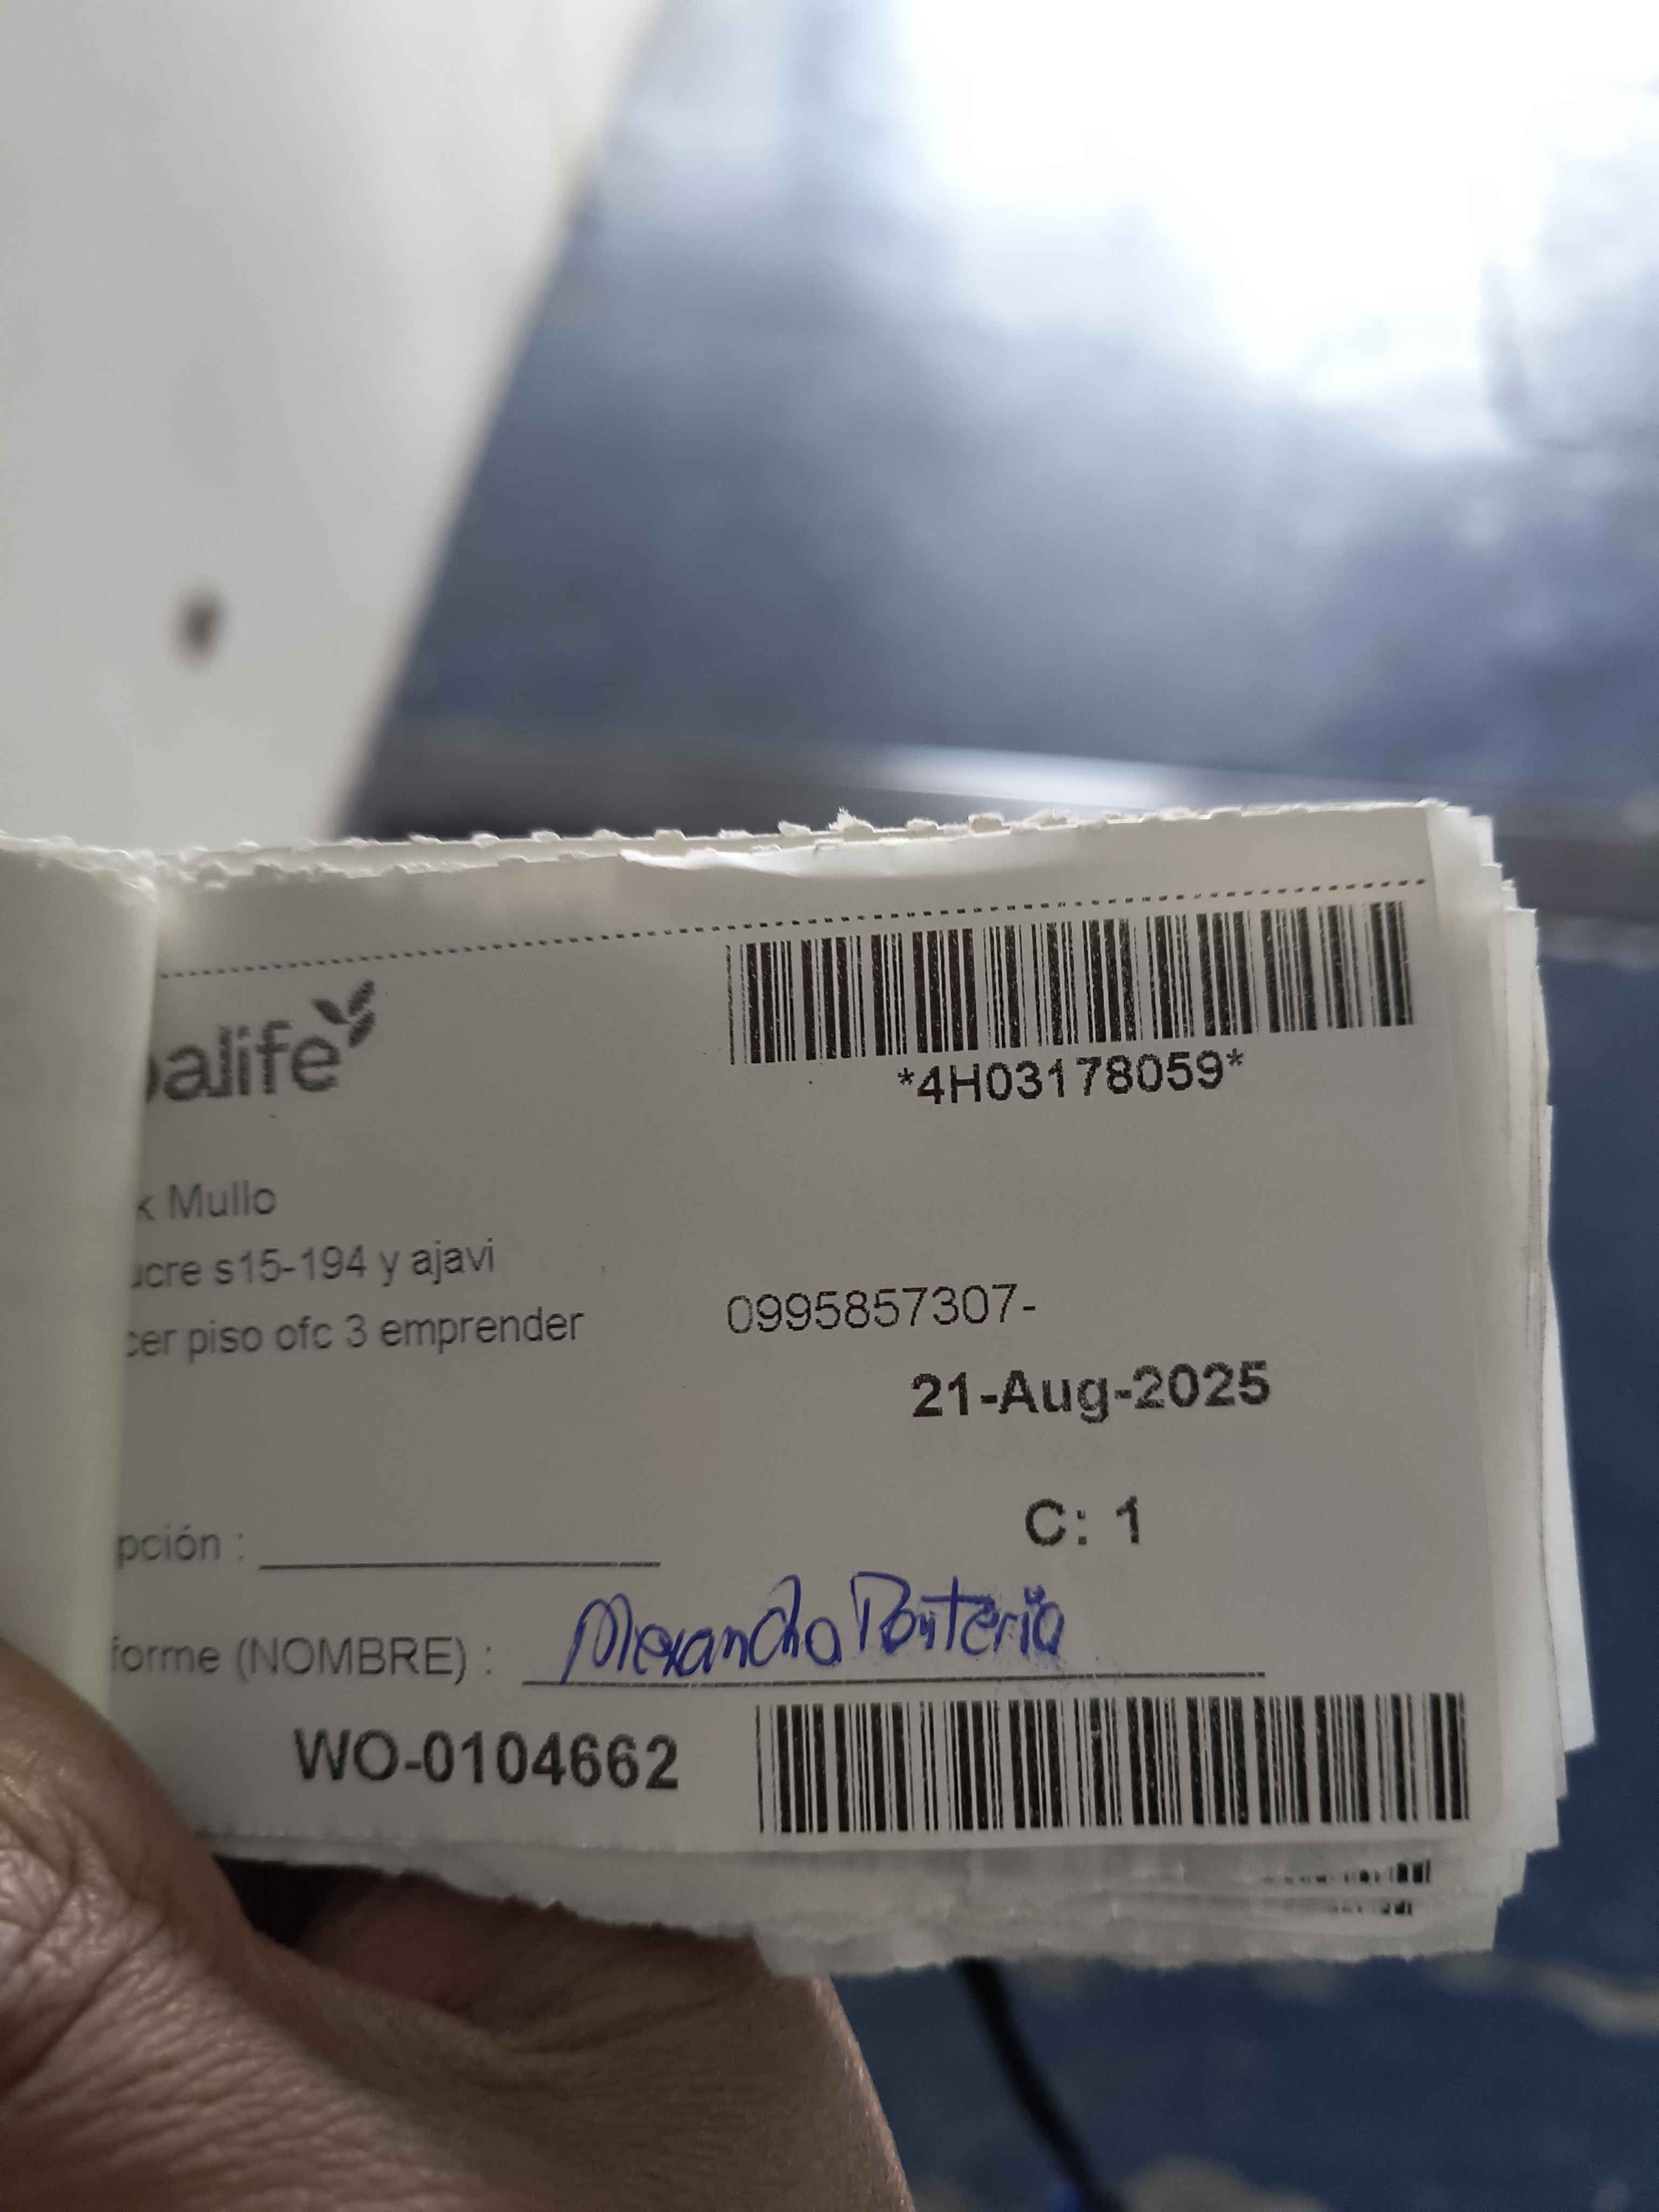 balife
*4H03178059*
k Mullo
ucre s15-194 y ajavi
cer piso ofc 3 emprender
0995857307-
21-Aug-2025
C: 1
pción :
forme (NOMBRE) :
WO-0104662